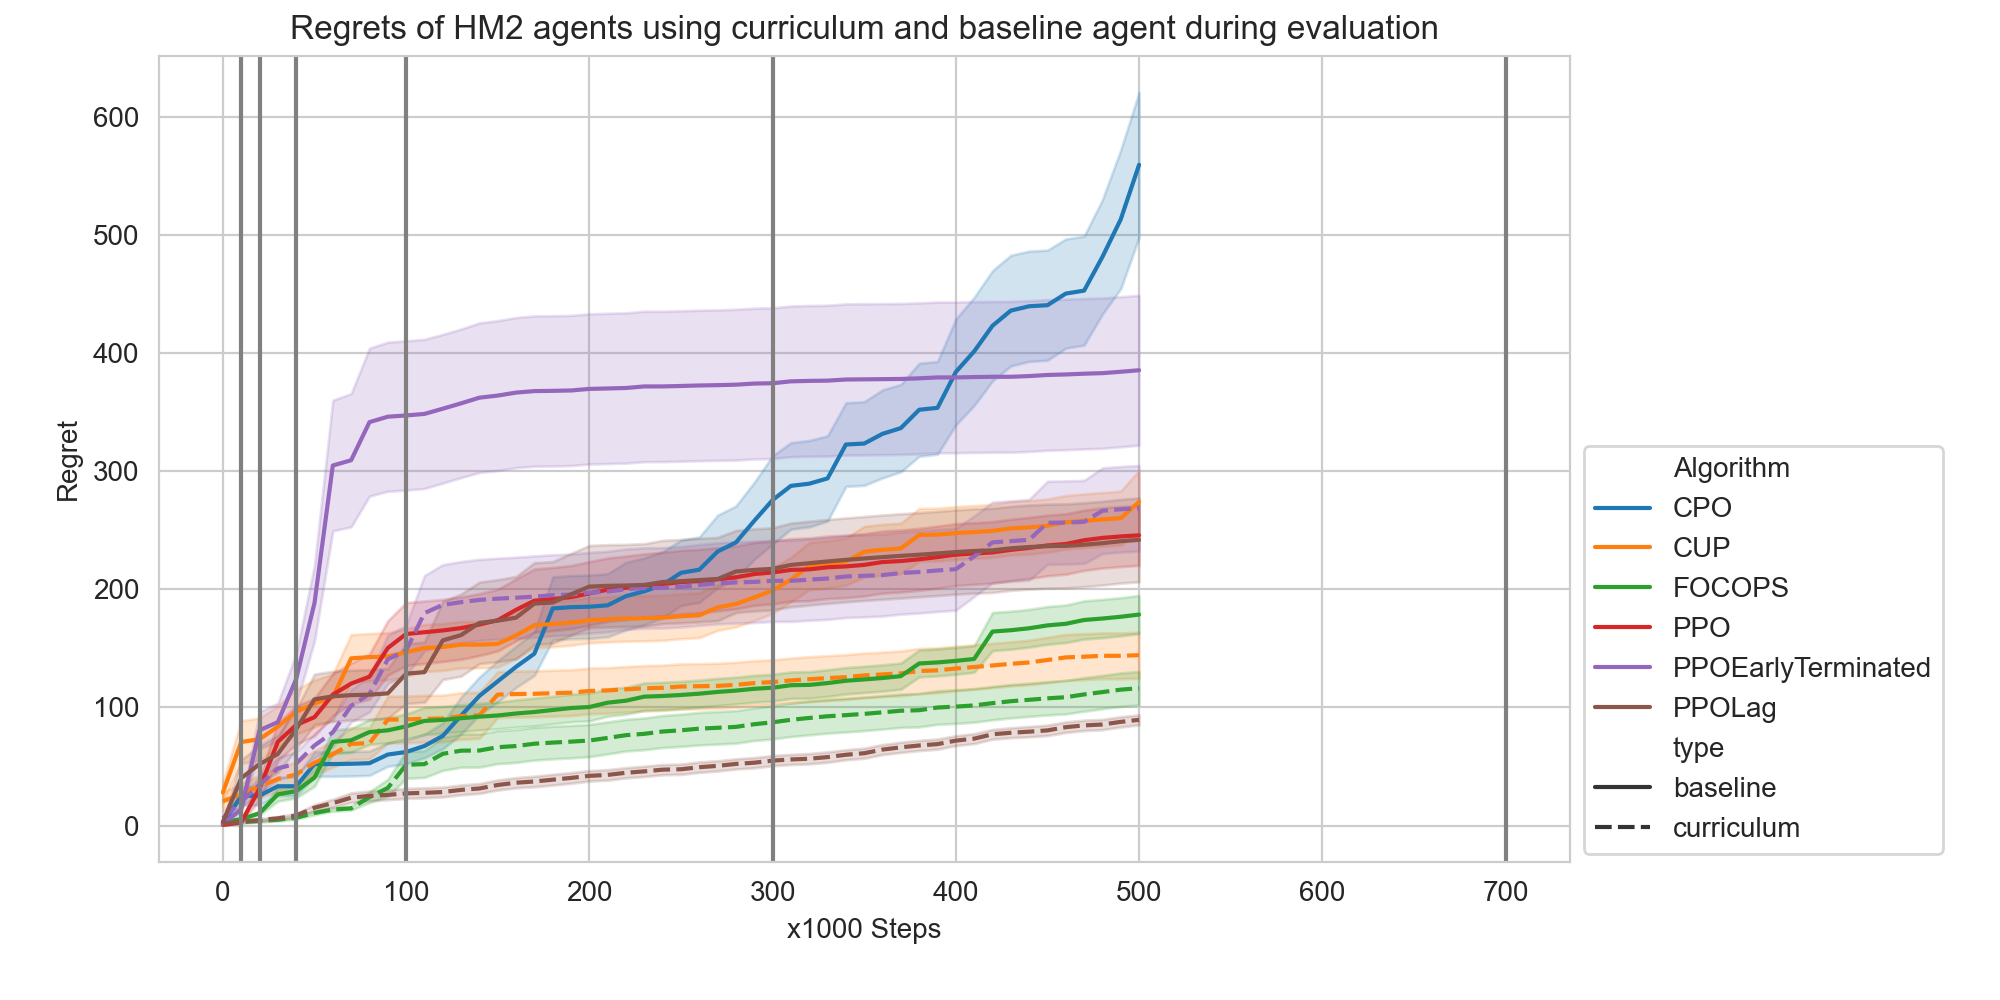 Regrets of HM2 agents using curriculum and baseline agent during evaluation
600
500
400
300
200
100
0
Regret
0 100 200 300 400 500 600 700
x1000 Steps
Algorithm
CPO
CUP
FOCOPS
PPO
PPOEarlyTerminated
PPOLag
type
baseline
curriculum